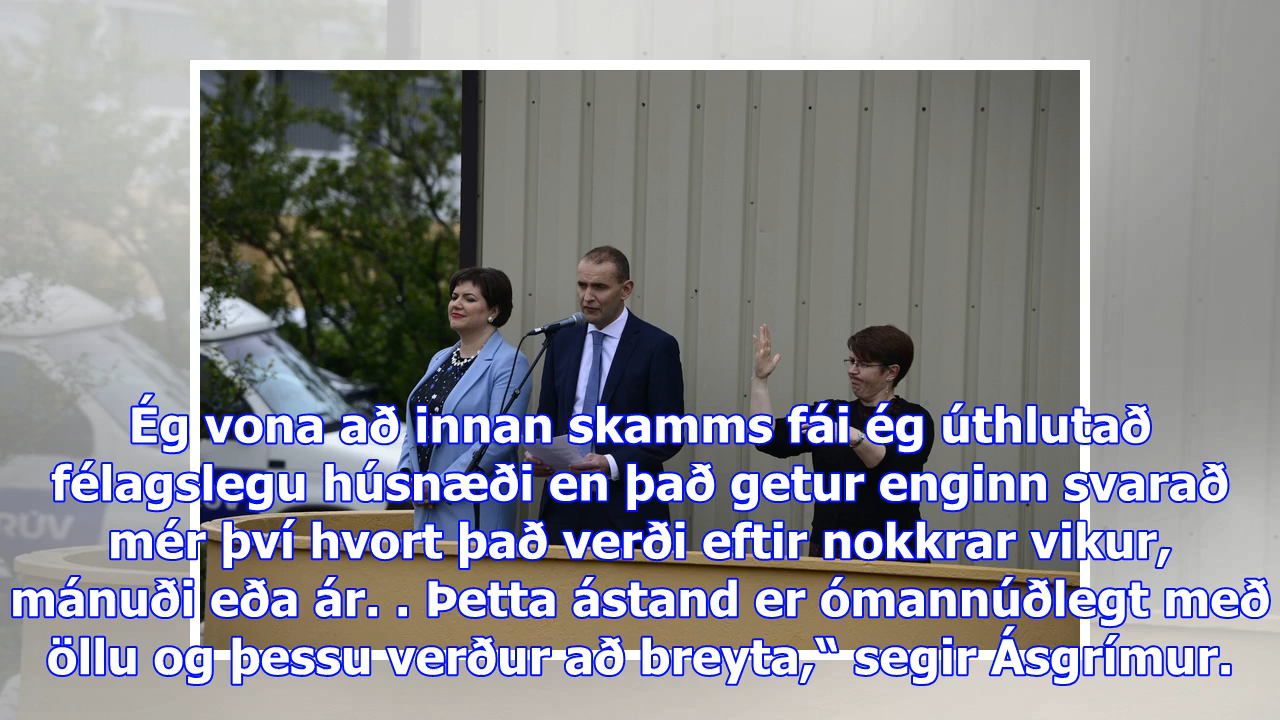 Ég vona að innan skamms fái ég úthlutað
félagslegu húsnæði en það getur enginn svarað
mér því hvort það verði eftir nokkrar vikur,
mánuði eða ár. . Þetta ástand er ómannúðlegt með
öllu og þessu verður að breyta,“ segir Ásgrímur.
RÚV